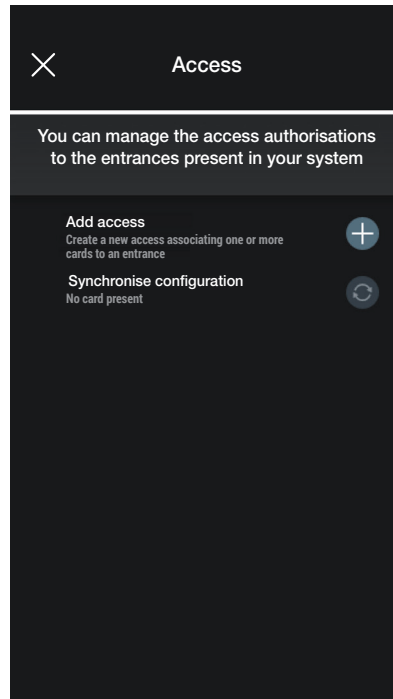 Access
You can manage the access authorisations
to the entrances present in your system
Add access
Create a new access associating one or more
cards to an entrance
Synchronise configuration
No card present